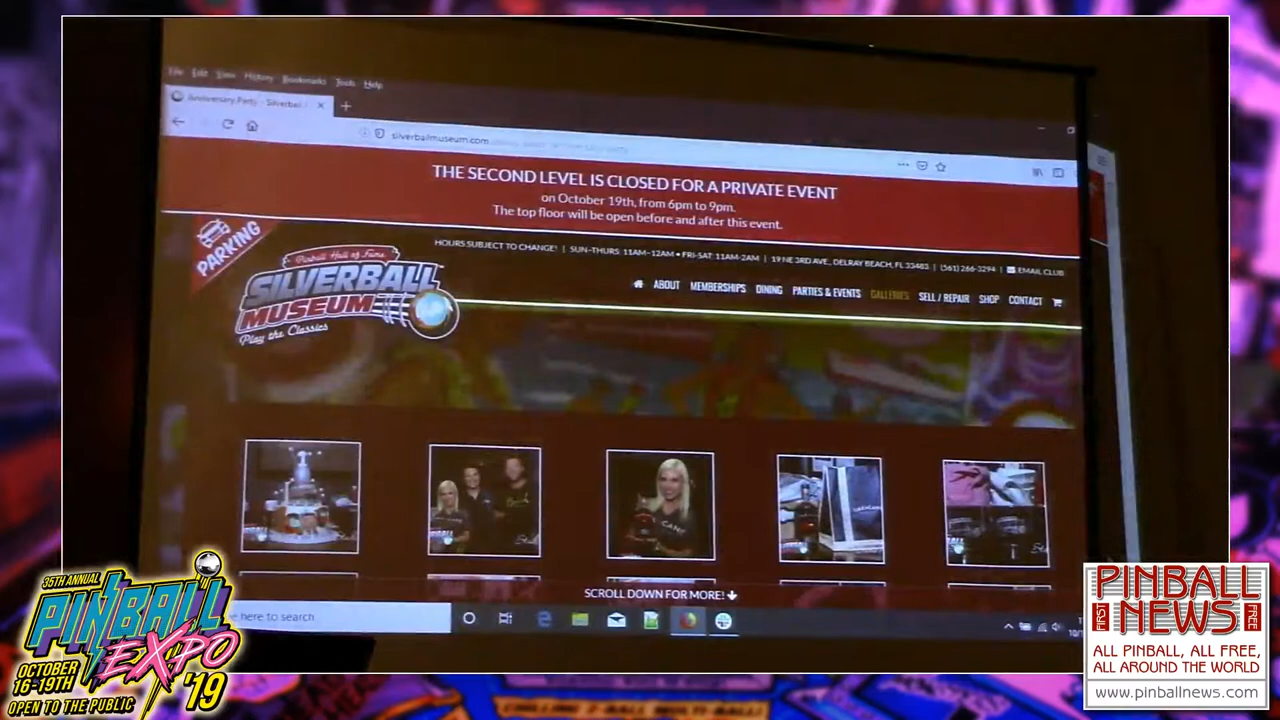 File Edit View History Bookmarks Tools Help
Anniversary Party - Silverball
silverballmuseum.com
THE SECOND LEVEL IS CLOSED FOR A PRIVATE EVENT
on October 19th, from 6pm to 9pm.
The top floor will be open before and after this event.
PARKING
HOURS SUBJECT TO CHANGE! | SUN-THURS: 11AM-12AM • FRI-SAT: 11AM-2AM | 19 NE 3RD AVE., DELRAY BEACH, FL 33483 | (561) 266-3294 | EMAIL CLUB
Pinball Hall of Fame
SILVERBALL
MUSEUM
Play the Classics
ABOUT MEMBERSHIPS DINING PARTIES & EVENTS GALLERIES SELL / REPAIR SHOP CONTACT
SCROLL DOWN FOR MORE!
here to search
35TH ANNUAL
PINBALL
EXPO
OCTOBER
16-19TH
'19
OPEN TO THE PUBLIC
PINBALL
FIRST NEWS FREE
ALL PINBALL, ALL FREE,
ALL AROUND THE WORLD
www.pinballnews.com